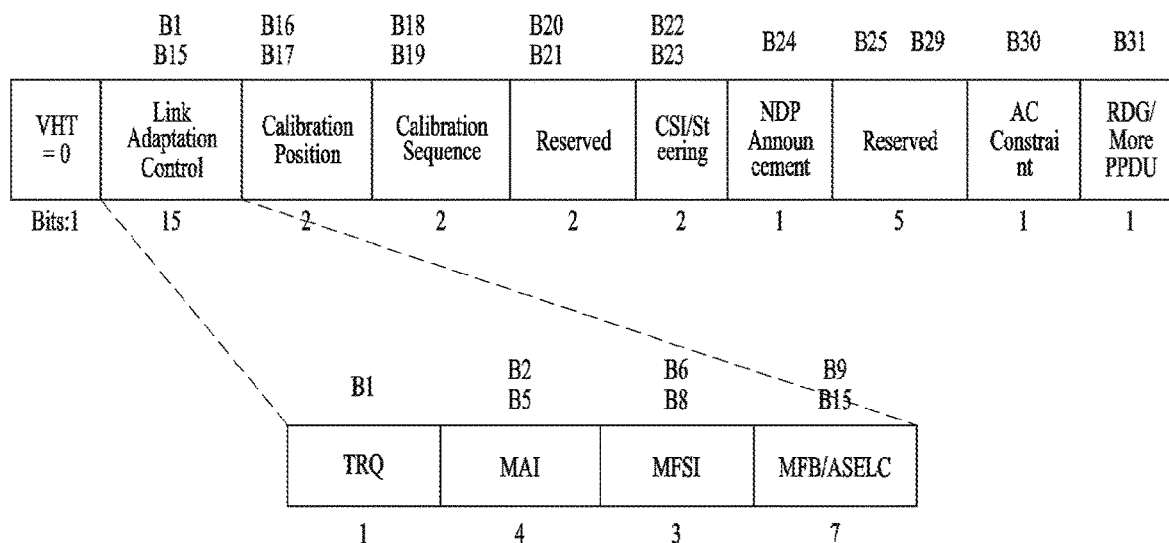 B1 B16 B18 B20 B22 B24 B25 B29 B30 B31
B15 B17 B19 B21 B23
VHT
= 0
Link
Adaptation
Control
Calibration
Position
Calibration
Sequence
Reserved
CSI/St
eering
NDP
Announ
cement
Reserved
AC
Constrai
nt
RDG/
More
PPDU
Bits:1 15 2 2 2 2 1 5 1 1
B1 B2 B6 B9
B5 B8 B15
TRQ MAI MFSI MFB/ASELC
1 4 3 7